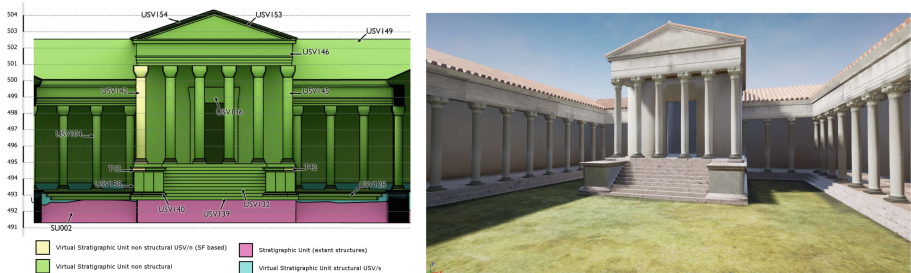 504
503
502
501
500
499
498
497
496
495
494
493
492
491
USV154
USV153
USV149
USV146
USV142
USV145
USV136
USV104
T42
T42
USV138
USV108
USV140
USV132
USV139
SU002
Virtual Stratigraphic Unit non structural USV/n (SF based)
Stratigraphic Unit (extant structures)
Virtual Stratigraphic Unit non structural
Virtual Stratigraphic Unit structural USV/s